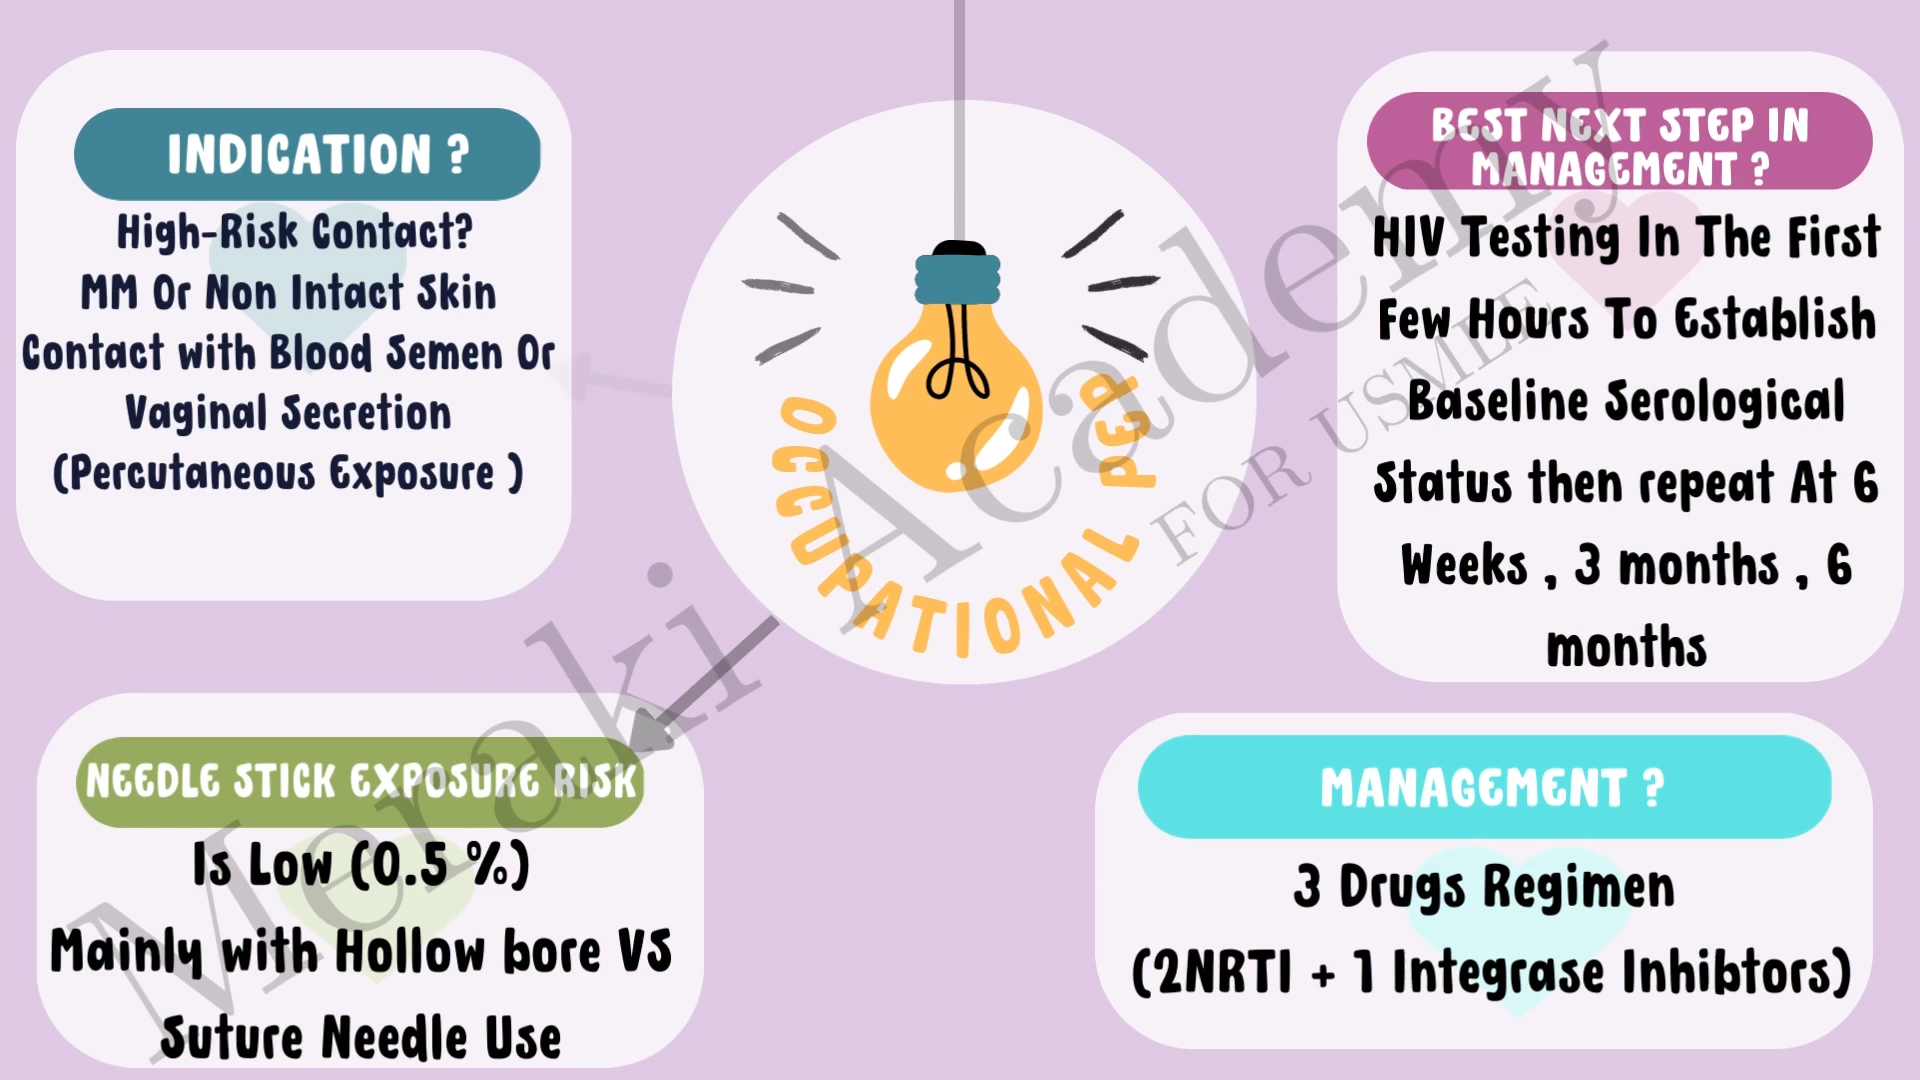 INDICATION ?
High-Risk Contact?
MM Or Non Intact Skin
Contact with Blood Semen Or
Vaginal Secretion
(Percutaneous Exposure )
OCCUPATIONAL PEP
BEST NEXT STEP IN
MANAGEMENT ?
HIV Testing In The First
Few Hours To Establish
Baseline Serological
Status then repeat At 6
Weeks , 3 months , 6
months
NEEDLE STICK EXPOSURE RISK
Is Low (0.5 %)
Mainly with Hollow bore VS
Suture Needle Use
MANAGEMENT ?
3 Drugs Regimen
(2NRTI + 1 Integrase Inhibtors)
Meraki Academy
FOR USMLE